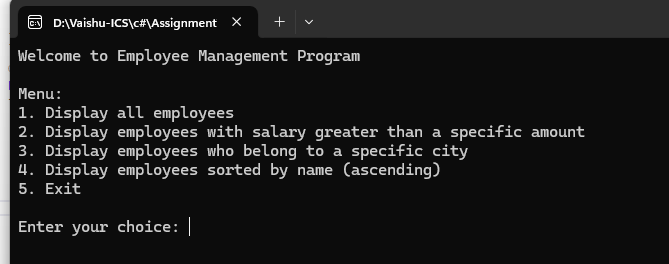 D:\Vaishu-ICS\c#\Assignment
Welcome to Employee Management Program
Menu:
1. Display all employees
2. Display employees with salary greater than a specific amount
3. Display employees who belong to a specific city
4. Display employees sorted by name (ascending)
5. Exit
Enter your choice: